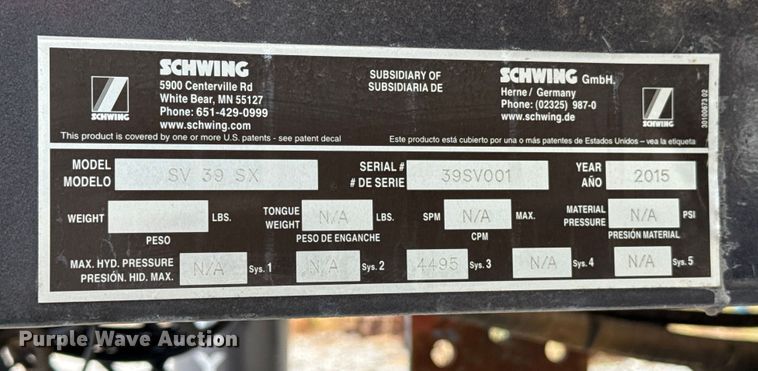 SCHWING
5900 Centerville Rd
White Bear, MN 55127
Phone: 651-429-0999
www.schwing.com
SUBSIDIARY OF
SUBSIDIARIA DE
SCHWING GmbH.
Herne / Germany
Phone: (02325) 987-0
www.schwing.de
SCHWING
SCHWING
30100673 02
This product is covered by one or more U.S. patents - see patent decal
Este producto está cubierto por una o más patentes de Estados Unidos – vea la etiqueta
MODEL SV 39 SX SERIAL # 39SV001 YEAR 2015
MODELO # DE SERIE AÑO
WEIGHT LBS. TONGUE WEIGHT N/A LBS. SPM N/A MAX. MATERIAL PRESSURE N/A PSI
PESO PESO DE ENGANCHE CPM PRESIÓN MATERIAL
MAX. HYD. PRESSURE N/A Sys. 1 N/A Sys. 2 4495 Sys. 3 N/A Sys. 4 N/A Sys. 5
PRESIÓN. HID. MAX.
Purple Wave Auction